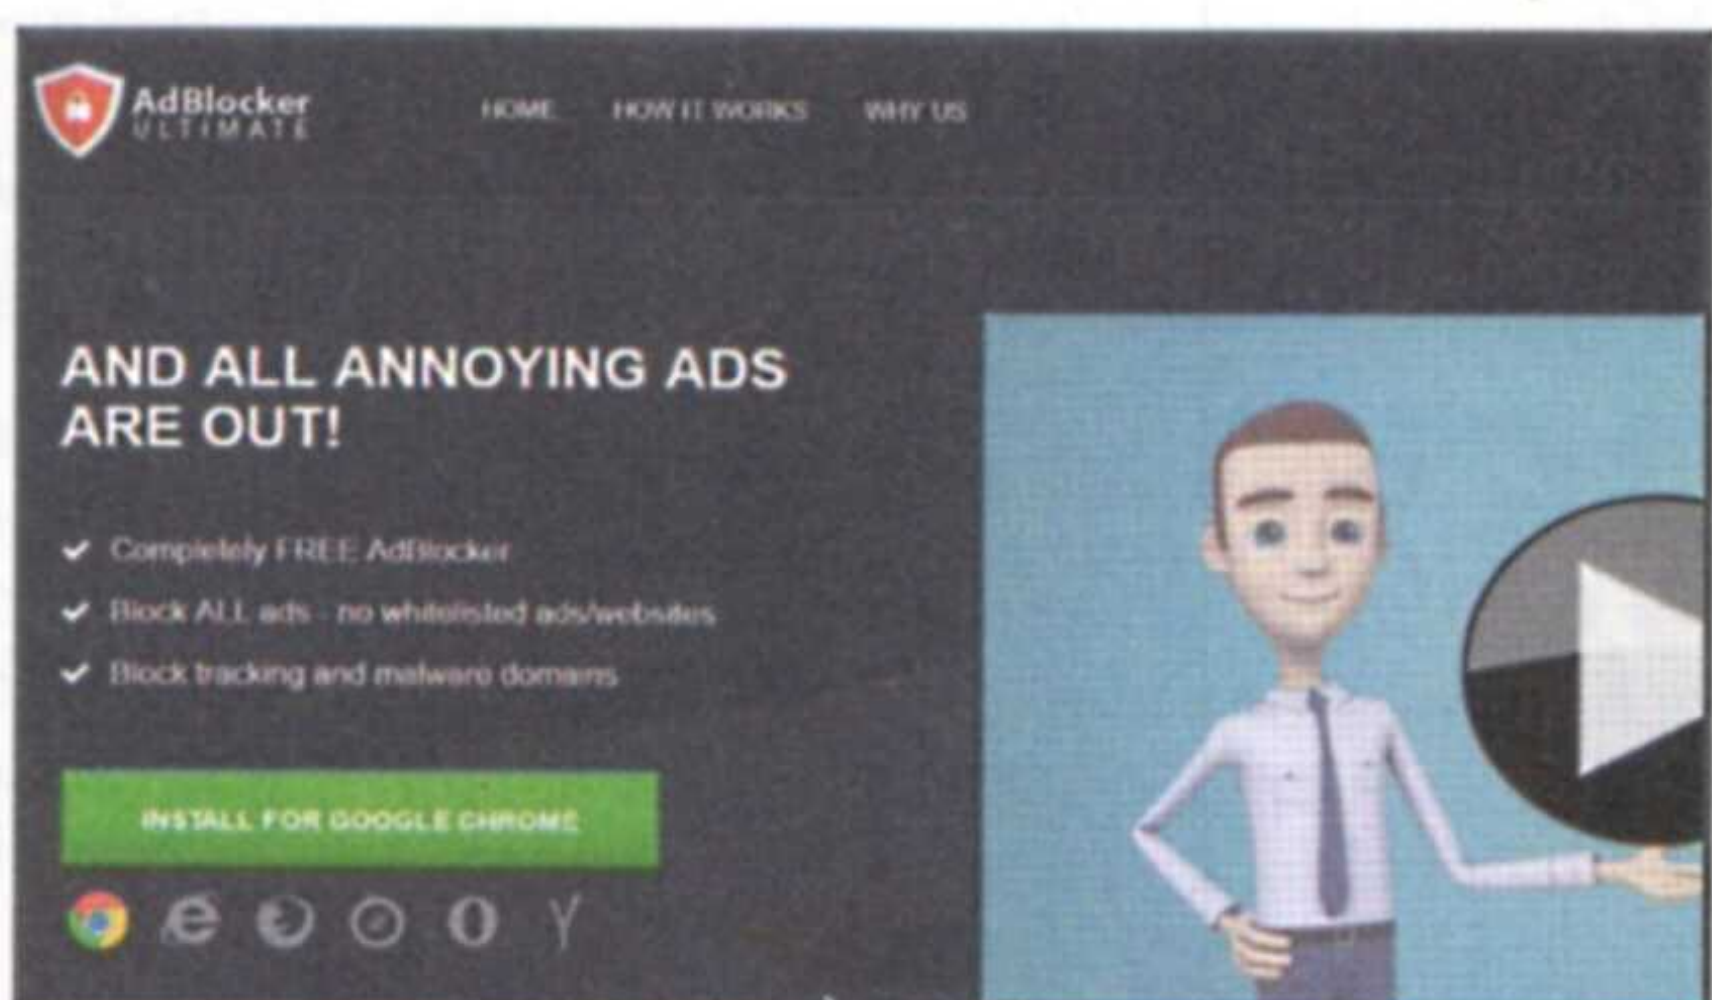 AdBlocker
ULTIMATE
HOME HOW IT WORKS WHY US
AND ALL ANNOYING ADS
ARE OUT!
Completely FREE AdBlocker
Block ALL ads - no whitelisted ads/websites
Block tracking and malware domains
INSTALL FOR GOOGLE CHROME